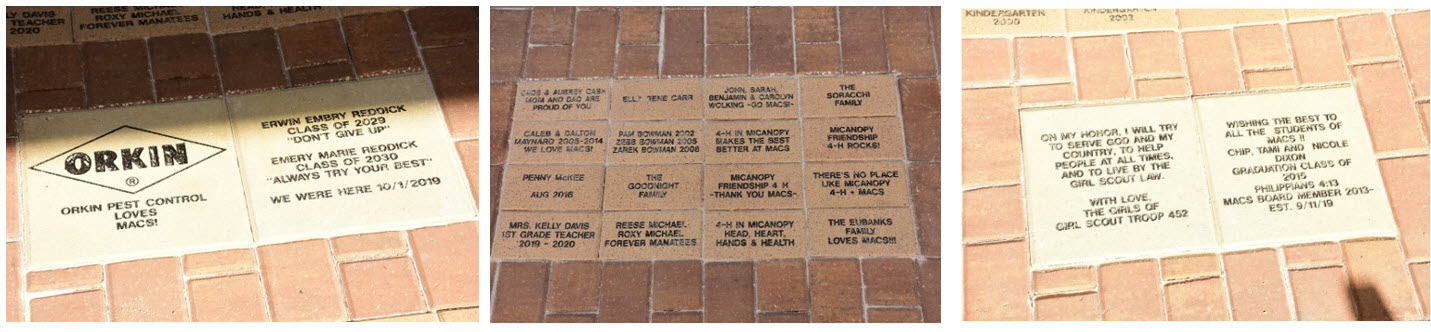 LY DAVIS
TEACHER
2020
REESE MICHAEL
ROXY MICHAEL
FOREVER MANATEES
HANDS & HEALTH
ORKIN
®
ORKIN PEST CONTROL
LOVES
MACS!
ERWIN EMBRY REDDICK
CLASS OF 2029
"DON'T GIVE UP"
EMERY MARIE REDDICK
CLASS OF 2030
"ALWAYS TRY YOUR BEST"
WE WERE HERE 10/1/2019
& AUBREY CASH
MOM AND DAD ARE
PROUD OF YOU
IRENE CARR
JOHN, SARAH,
BENJAMIN & CAROLYN
WOLKING -GO MACS!-
THE
SORACCHI
FAMILY
CALEB & DALTON
MAYNARD 2005-2014
WE LOVE MACS!
PAM BOWMAN 2002
ZEBB BOWMAN 2005
ZAREK BOWMAN 2008
4-H IN MICANOPY
MAKES THE BEST
BETTER AT MACS
MICANOPY
FRIENDSHIP
4-H ROCKS!
PENNY McKEE
AUG 2016
THE
GOODNIGHT
FAMILY
MICANOPY
FRIENDSHIP 4 H
-THANK YOU MACS-
THERE'S NO PLACE
LIKE MICANOPY
4-H + MACS
MRS. KELLY DAVIS
1ST GRADE TEACHER
2019 - 2020
REESE MICHAEL
ROXY MICHAEL
FOREVER MANATEES
4-H IN MICANOPY
HEAD, HEART,
HANDS & HEALTH
THE EUBANKS
FAMILY
LOVES MACS!!!
KINDERGARTEN
2000
KINDERGARTEN
ON MY HONOR, I WILL TRY
TO SERVE GOD AND MY
COUNTRY, TO HELP
PEOPLE AT ALL TIMES,
AND TO LIVE BY THE
GIRL SCOUT LAW.
WITH LOVE,
THE GIRLS OF
GIRL SCOUT TROOP 452
WISHING THE BEST TO
ALL THE STUDENTS OF
MACS !!
CHIP, TAMY AND NICOLE
DIXON
GRADUATION CLASS OF
2015
PHILIPPIANS 4:13
MACS BOARD MEMBER 2013-
EST. 9/11/19